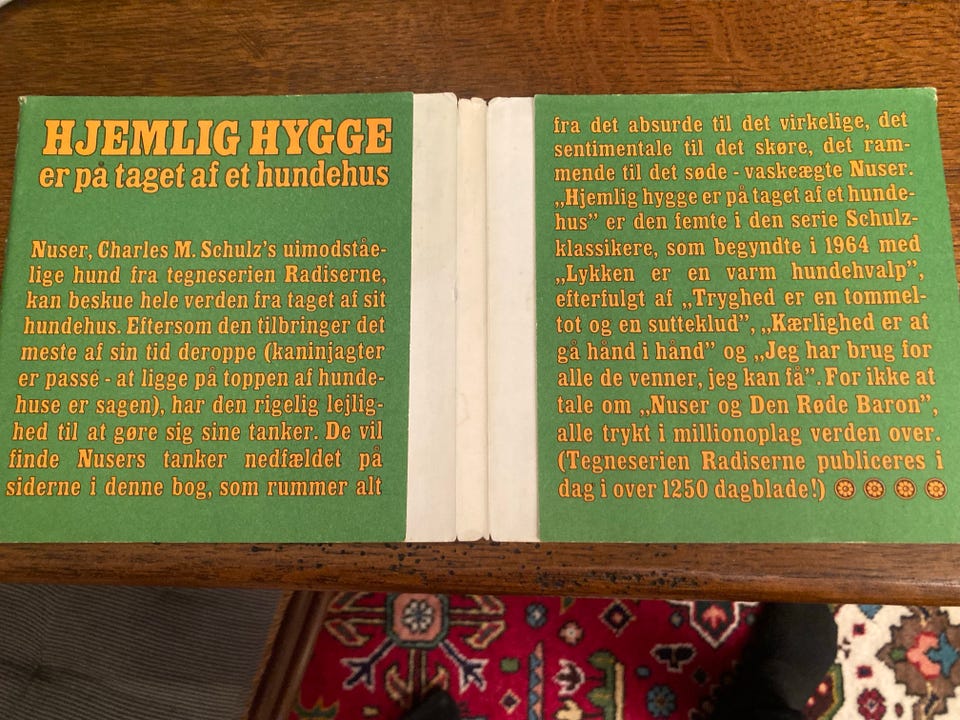 HJEMLIG HYGGE
er på taget af et hundehus
Nuser, Charles M. Schulz's uimodståe-
lige hund fra tegneserien Radiserne,
kan beskue hele verden fra taget af sit
hundehus. Eftersom den tilbringer det
meste af sin tid deroppe (kaninjagter
er passé - at ligge på toppen af hunde-
huse er sagen), har den rigelig lejlig-
hed til at gøre sig sine tanker. De vil
finde Nusers tanker nedfældet på
siderne i denne bog, som rummer alt
fra det absurde til det virkelige, det
sentimentale til det skøre, det ram-
mende til det søde - vaskeægte Nuser.
„Hjemlig hygge er på taget af et hunde-
hus" er den femte i den serie Schulz-
klassikere, som begyndte i 1964 med
„Lykken er en varm hundehvalp",
efterfulgt af „Tryghed er en tommel-
tot og en sutteklud", „Kærlighed er at
gå hånd i hånd" og „Jeg har brug for
alle de venner, jeg kan få". For ikke at
tale om „Nuser og Den Røde Baron",
alle trykt i millionoplag verden over.
(Tegneserien Radiserne publiceres i
dag i over 1250 dagblade!)